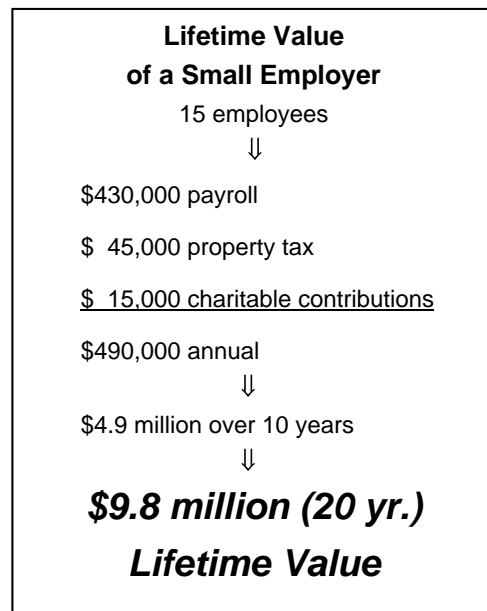 Lifetime Value
of a Small Employer
15 employees
⇓
$430,000 payroll
$ 45,000 property tax
$ 15,000 charitable contributions
$490,000 annual
⇓
$4.9 million over 10 years
⇓
$9.8 million (20 yr.)
Lifetime Value